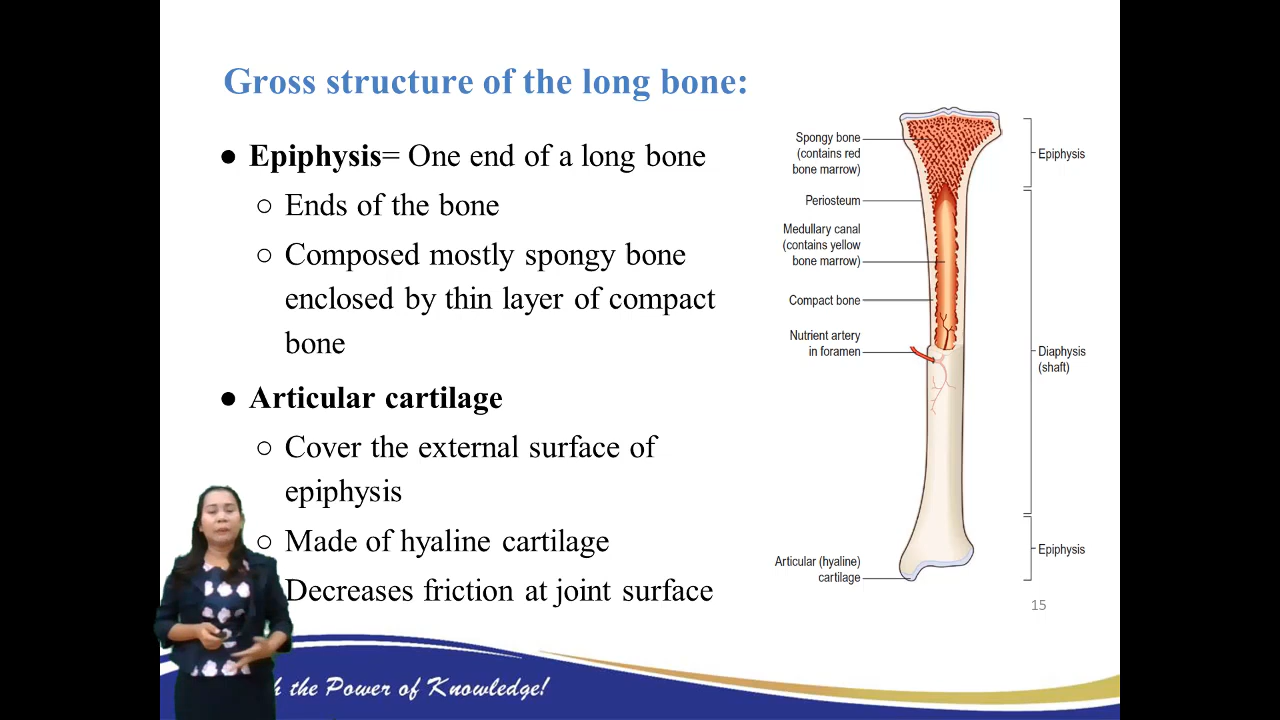 Gross structure of the long bone:
● Epiphysis= One end of a long bone
○ Ends of the bone
○ Composed mostly spongy bone
enclosed by thin layer of compact
bone
● Articular cartilage
○ Cover the external surface of
epiphysis
○ Made of hyaline cartilage
Decreases friction at joint surface
Spongy bone
(contains red
bone marrow)
Periosteum
Medullary canal
(contains yellow
bone marrow)
Compact bone
Nutrient artery
in foramen
Articular (hyaline)
cartilage
Epiphysis
Diaphysis
(shaft)
Epiphysis
15
the Power of Knowledge!